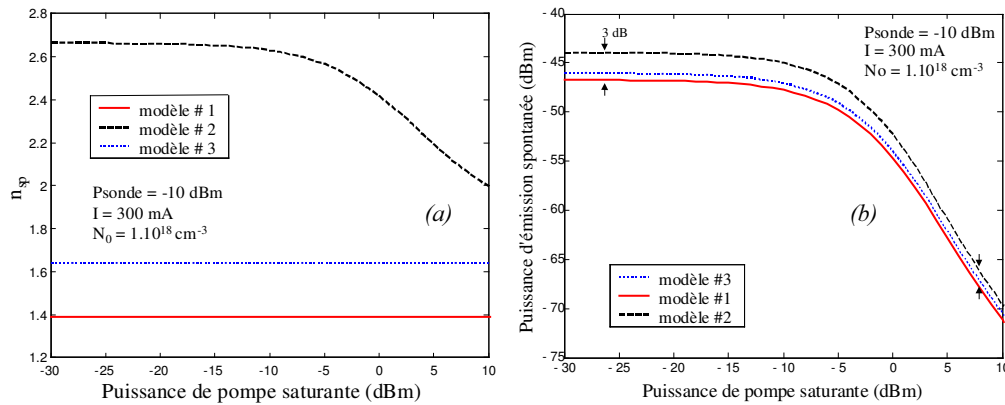 (a)
2.8
2.6
2.4
2.2
2
1.8
1.6
1.4
1.2
n_sp
modèle # 1
modèle # 2
modèle # 3
Psonde = -10 dBm
I = 300 mA
N₀ = 1.10¹⁸ cm⁻³
-30 -25 -20 -15 -10 -5 0 5 10
Puissance de pompe saturante (dBm)
(b)
- 40
- 45
- 50
- 55
- 60
- 65
- 70
- 75
Puissance d'émission spontanée (dBm)
3 dB
Psonde = -10 dBm
I = 300 mA
No = 1.10¹⁸ cm⁻³
modèle #3
modèle #1
modèle #2
- 30 - 25 - 20 - 15 - 10 - 5 0 5 10
Puissance de pompe saturante (dBm)